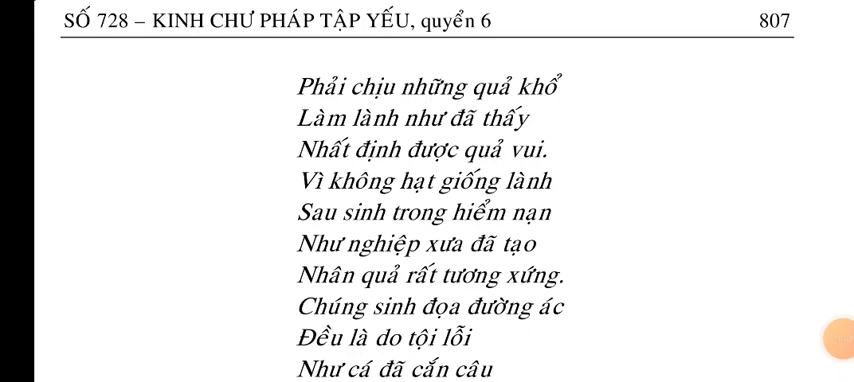 SỐ 728 – KINH CHƯ PHÁP TẬP YẾU, quyển 6 807
Phải chịu những quả khổ
Làm lành như đã thấy
Nhất định được quả vui.
Vì không hạt giống lành
Sau sinh trong hiểm nạn
Như nghiệp xưa đã tạo
Nhân quả rất tương xứng.
Chúng sinh đọa đường ác
Đều là do tội lỗi
Như cá đã cắn câu